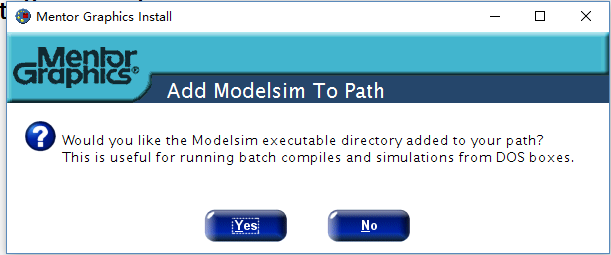 Mentor Graphics Install
Mentor
Graphics®
Add Modelsim To Path
Would you like the Modelsim executable directory added to your path?
This is useful for running batch compiles and simulations from DOS boxes.
Yes
No